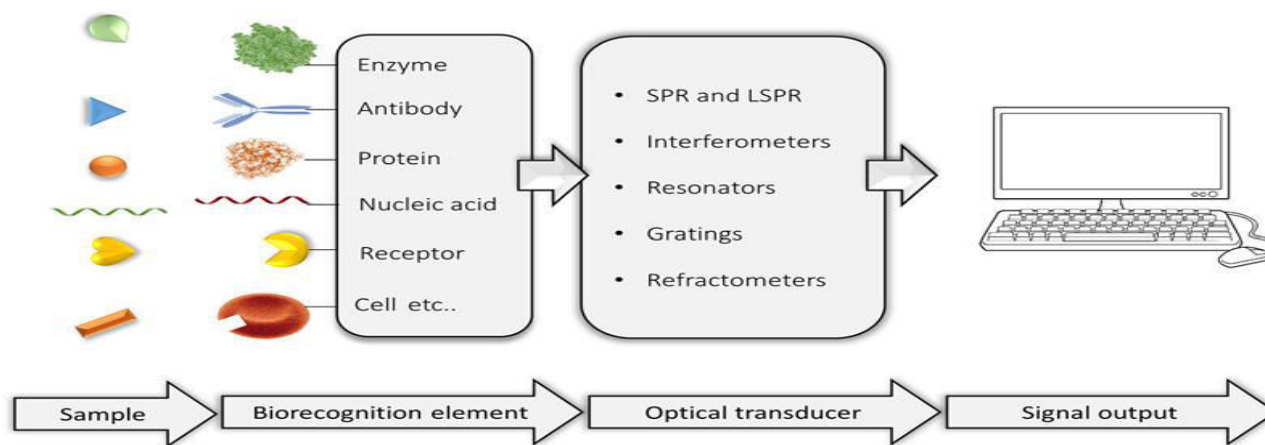 Enzyme
Antibody
Protein
Nucleic acid
Receptor
Cell etc..
• SPR and LSPR
• Interferometers
• Resonators
• Gratings
• Refractometers
Sample
Biorecognition element
Optical transducer
Signal output